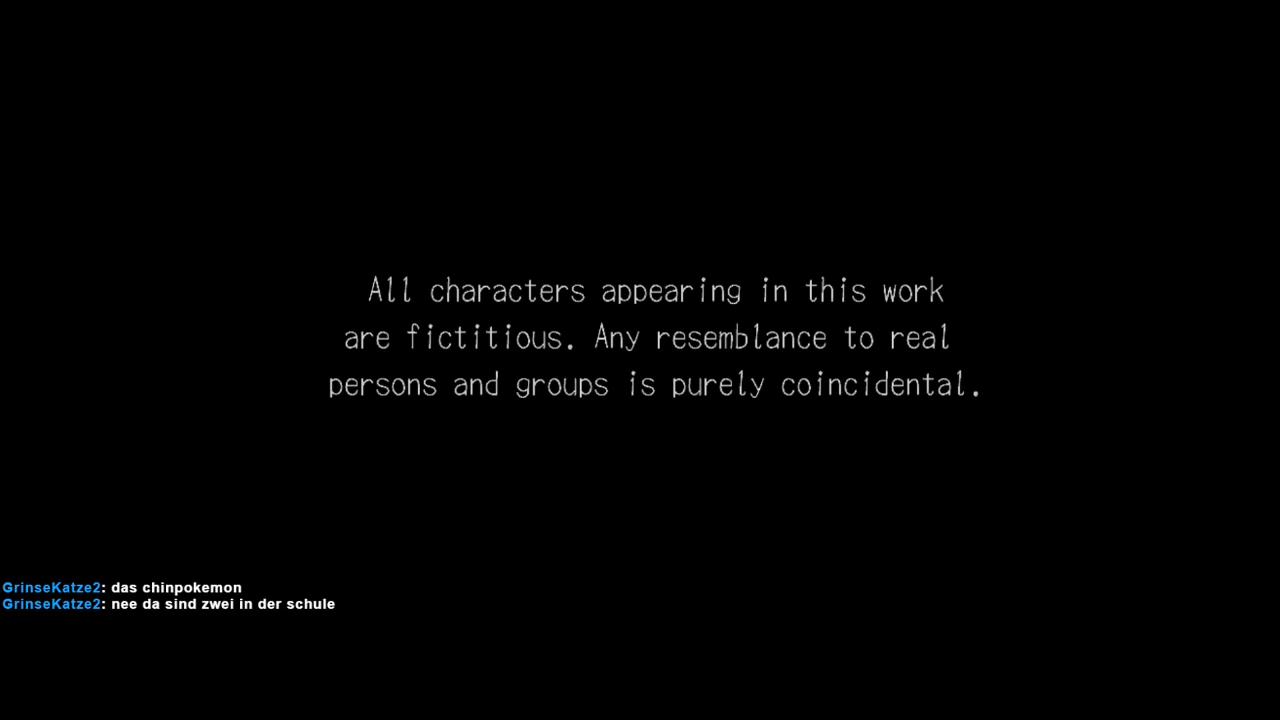 All characters appearing in this work
are fictitious. Any resemblance to real
persons and groups is purely coincidental.
GrinseKatze2: das chinpokemon
GrinseKatze2: nee da sind zwei in der schule